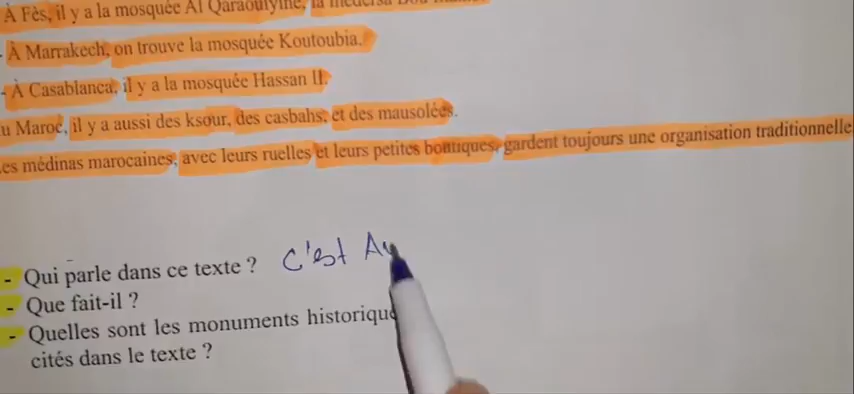 À Fès, il y a la mosquée Al Qaraouiyine, la
- À Marrakech, on trouve la mosquée Koutoubia.
- À Casablanca, il y a la mosquée Hassan II.
u Maroc, il y a aussi des ksour, des casbahs, et des mausolées.
es médinas marocaines, avec leurs ruelles et leurs petites boutiques, gardent toujours une organisation traditionnelle
- Qui parle dans ce texte ? C'est
- Que fait-il ?
- Quelles sont les monuments historique
cités dans le texte ?